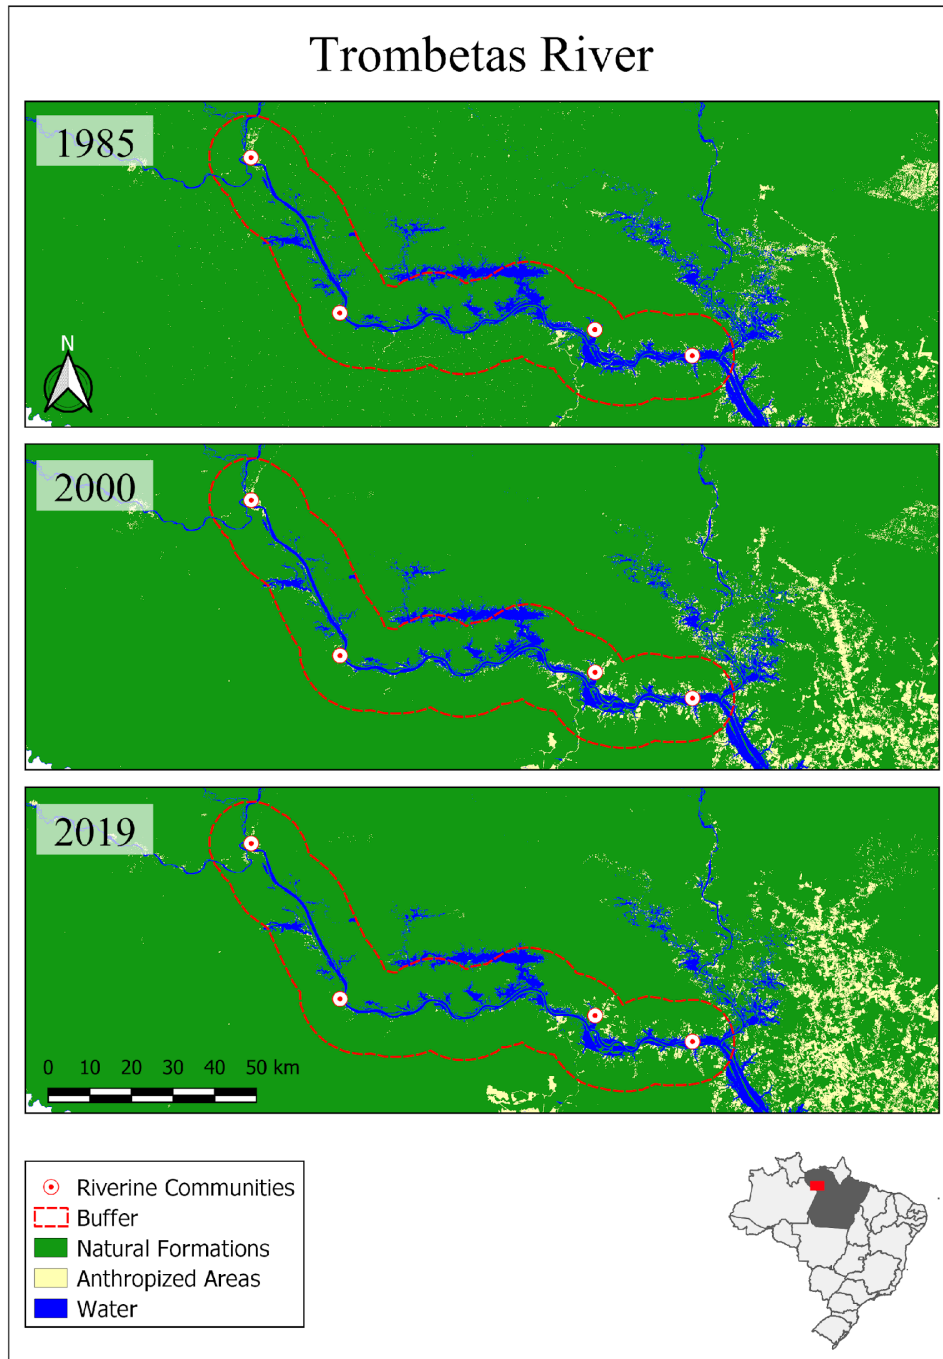 Trombetas River
1985
N
2000
2019
0 10 20 30 40 50 km
Riverine Communities
Buffer
Natural Formations
Anthropized Areas
Water